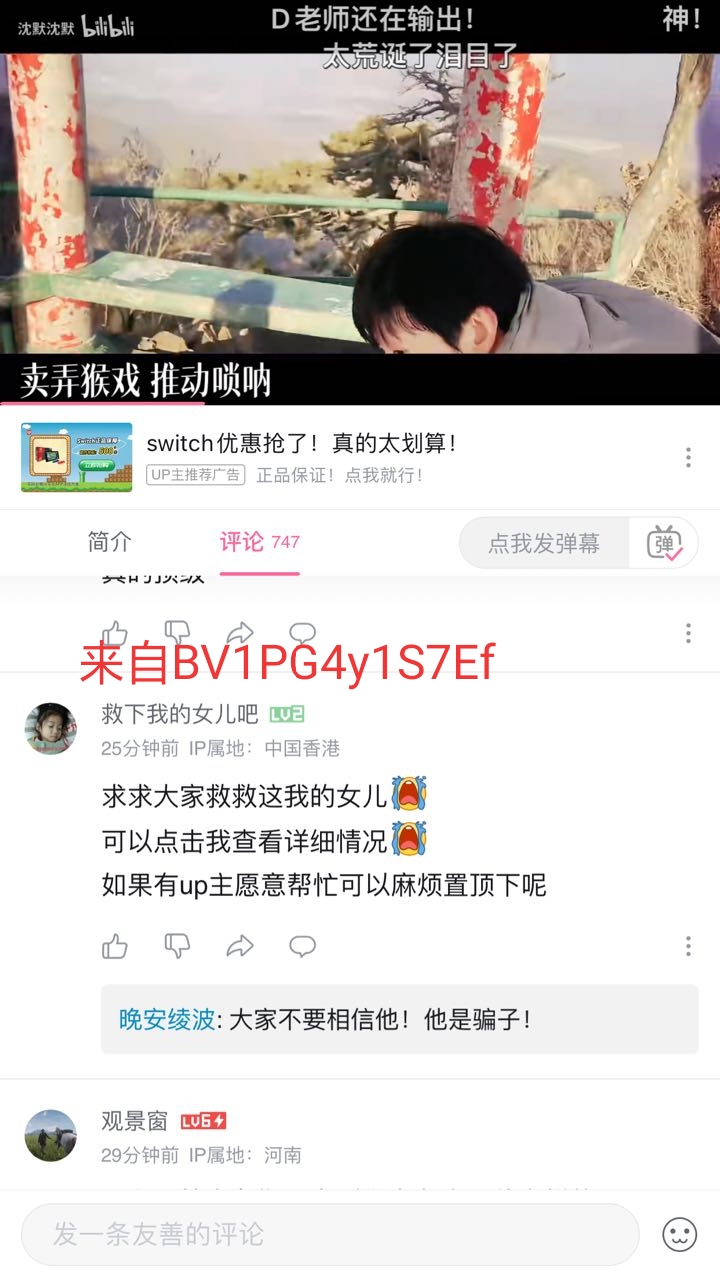 沈默沈默 bilibili
D老师还在输出！
神！
太荒诞了泪目了
卖弄猴戏 推动唢呐
switch优惠抢了！真的太划算！
UP主推荐广告 正品保证！点我就行！
简介
评论 747
点我发弹幕
弹
真的顶级
来自BV1PG4y1S7Ef
救下我的女儿吧 LV2
25分钟前 IP属地：中国香港
求求大家救救这我的女儿
可以点击我查看详细情况
如果有up主愿意帮忙可以麻烦置顶下呢
晚安绫波: 大家不要相信他！他是骗子！
观景窗 LV6
29分钟前 IP属地：河南
发一条友善的评论